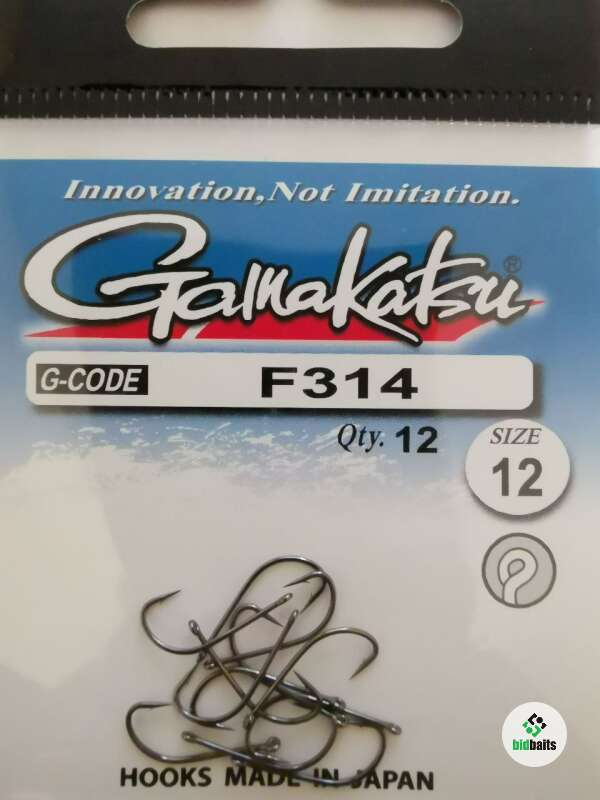 Innovation, Not Imitation.
Gamakatsu®
G-CODE F314
Qty. 12
SIZE
12
HOOKS MADE IN JAPAN
bidbaits